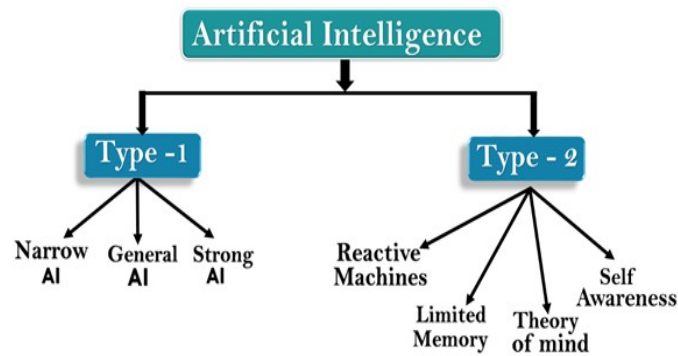 Artificial Intelligence
Type -1
Type - 2
Narrow
AI
General
AI
Strong
AI
Reactive
Machines
Limited
Memory
Theory
of mind
Self
Awareness